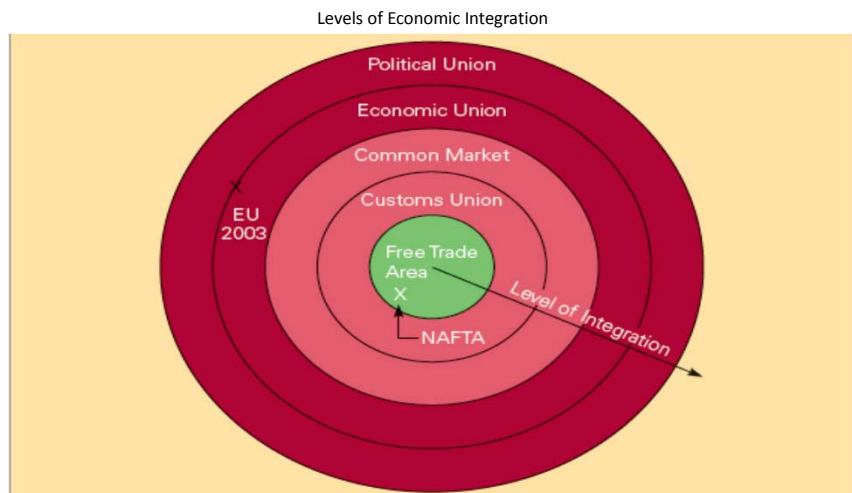 Levels of Economic Integration
Political Union
Economic Union
Common Market
Customs Union
X
EU
2003
Free Trade
Area
X
NAFTA
Level of Integration